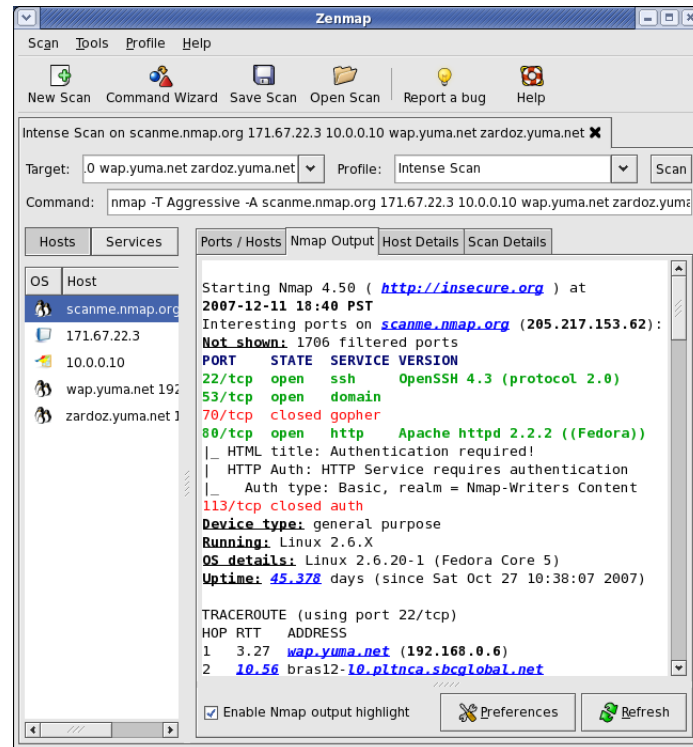 Zenmap
Scan Tools Profile Help
New Scan Command Wizard Save Scan Open Scan Report a bug Help
Intense Scan on scanme.nmap.org 171.67.22.3 10.0.0.10 wap.yuma.net zardoz.yuma.net
Target: .0 wap.yuma.net zardoz.yuma.net Profile: Intense Scan Scan
Command: nmap -T Aggressive -A scanme.nmap.org 171.67.22.3 10.0.0.10 wap.yuma.net zardoz.yuma
Hosts Services
OS Host
scanme.nmap.org
171.67.22.3
10.0.0.10
wap.yuma.net 192
zardoz.yuma.net 1
Ports / Hosts Nmap Output Host Details Scan Details
Starting Nmap 4.50 ( http://insecure.org ) at
2007-12-11 18:40 PST
Interesting ports on scanme.nmap.org (205.217.153.62):
Not shown: 1706 filtered ports
PORT STATE SERVICE VERSION
22/tcp open ssh OpenSSH 4.3 (protocol 2.0)
53/tcp open domain
70/tcp closed gopher
80/tcp open http Apache httpd 2.2.2 ((Fedora))
|_ HTML title: Authentication required!
| HTTP Auth: HTTP Service requires authentication
|_ Auth type: Basic, realm = Nmap-Writers Content
113/tcp closed auth
Device type: general purpose
Running: Linux 2.6.X
OS details: Linux 2.6.20-1 (Fedora Core 5)
Uptime: 45.378 days (since Sat Oct 27 10:38:07 2007)
TRACEROUTE (using port 22/tcp)
HOP RTT ADDRESS
1 3.27 wap.yuma.net (192.168.0.6)
2 10.56 bras12-l0.pltnca.sbcglobal.net
Enable Nmap output highlight Preferences Refresh